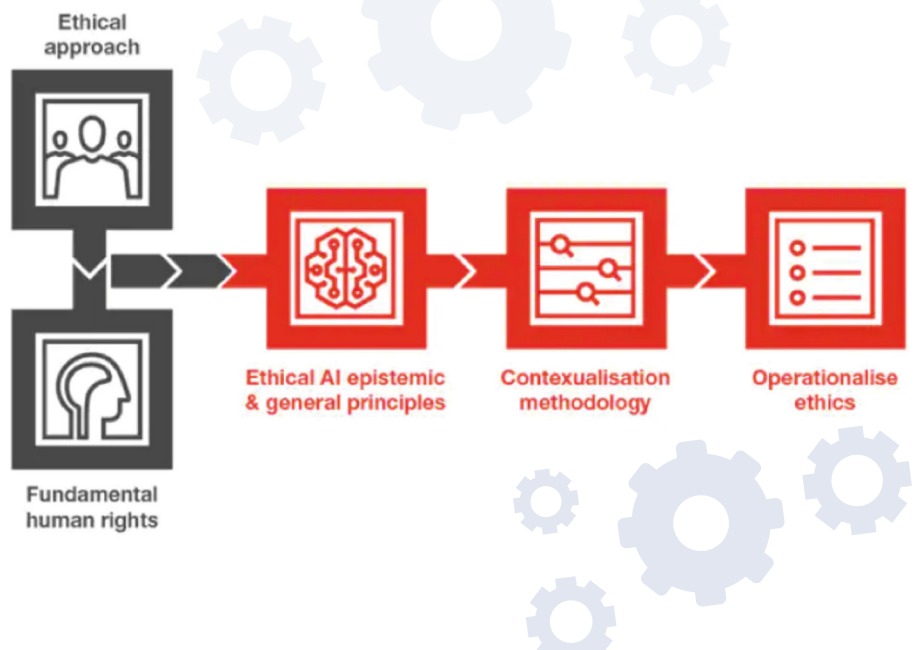 Ethical
approach
Fundamental
human rights
Ethical AI epistemic
& general principles
Contexualisation
methodology
Operationalise
ethics